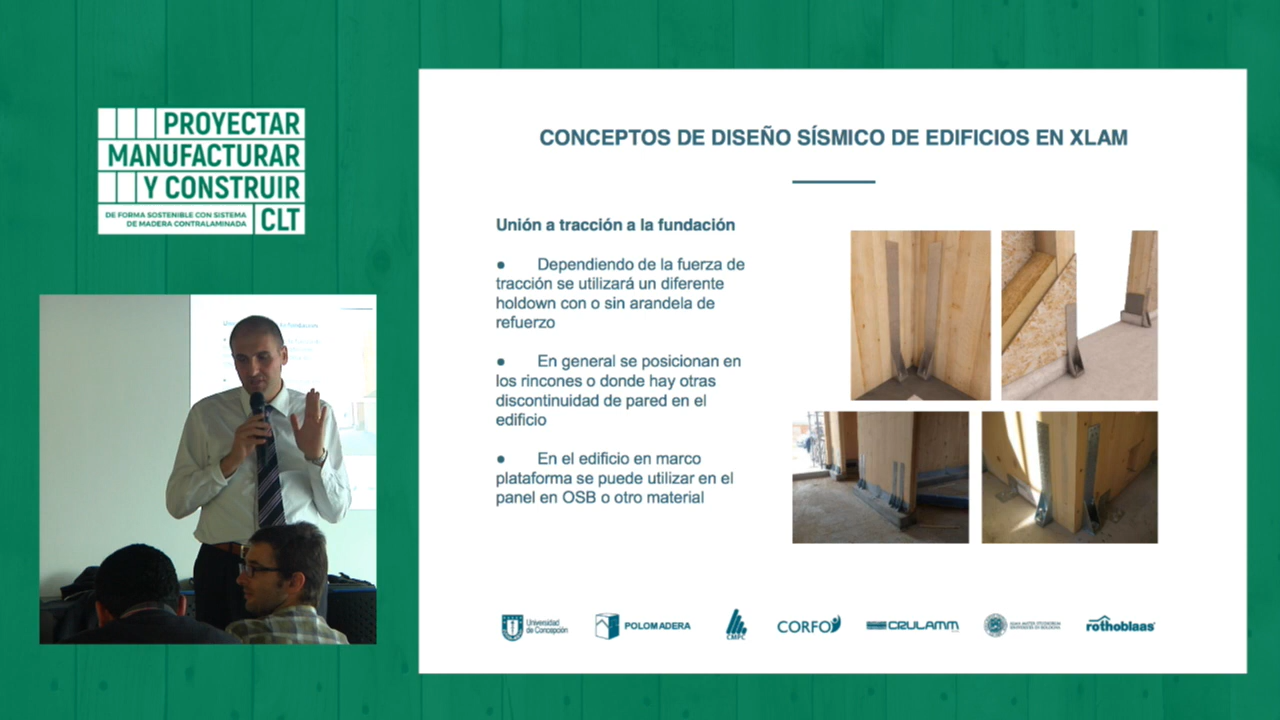 PROYECTAR
MANUFACTURAR
Y CONSTRUIR
DE FORMA SOSTENIBLE CON SISTEMA
DE MADERA CONTRALAMINADA
CLT
CONCEPTOS DE DISEÑO SÍSMICO DE EDIFICIOS EN XLAM
Unión a tracción a la fundación
● Dependiendo de la fuerza de
tracción se utilizará un diferente
holdown con o sin arandela de
refuerzo
● En general se posicionan en
los rincones o donde hay otras
discontinuidad de pared en el
edificio
● En el edificio en marco
plataforma se puede utilizar en el
panel en OSB o otro material
Universidad
de Concepción
POLOMADERA
CMPC
CORFO
CRULAMM
rothoblaas